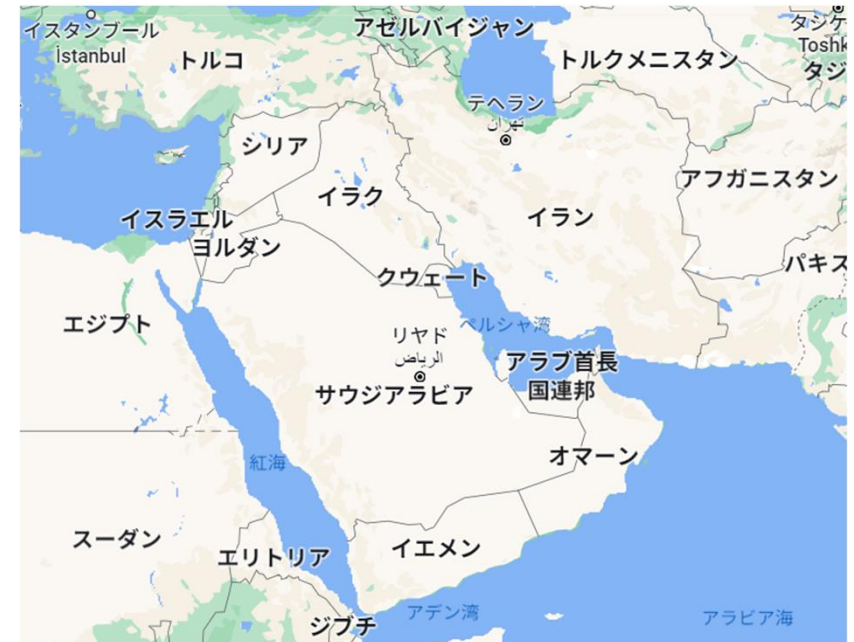 アゼルバイジャン
イスタンブール
İstanbul
トルコ
トルクメニスタン
タジケ
Toshk
タジ
テヘラン
تهران
シリア
イラク
イラン
アフガニスタン
イスラエル
ヨルダン
クウェート
パキス
エジプト
ペルシャ湾
リヤド
الرياض
サウジアラビア
アラブ首長
国連邦
オマーン
紅海
スーダン
エリトリア
イエメン
ジブチ
アデン湾
アラビア海